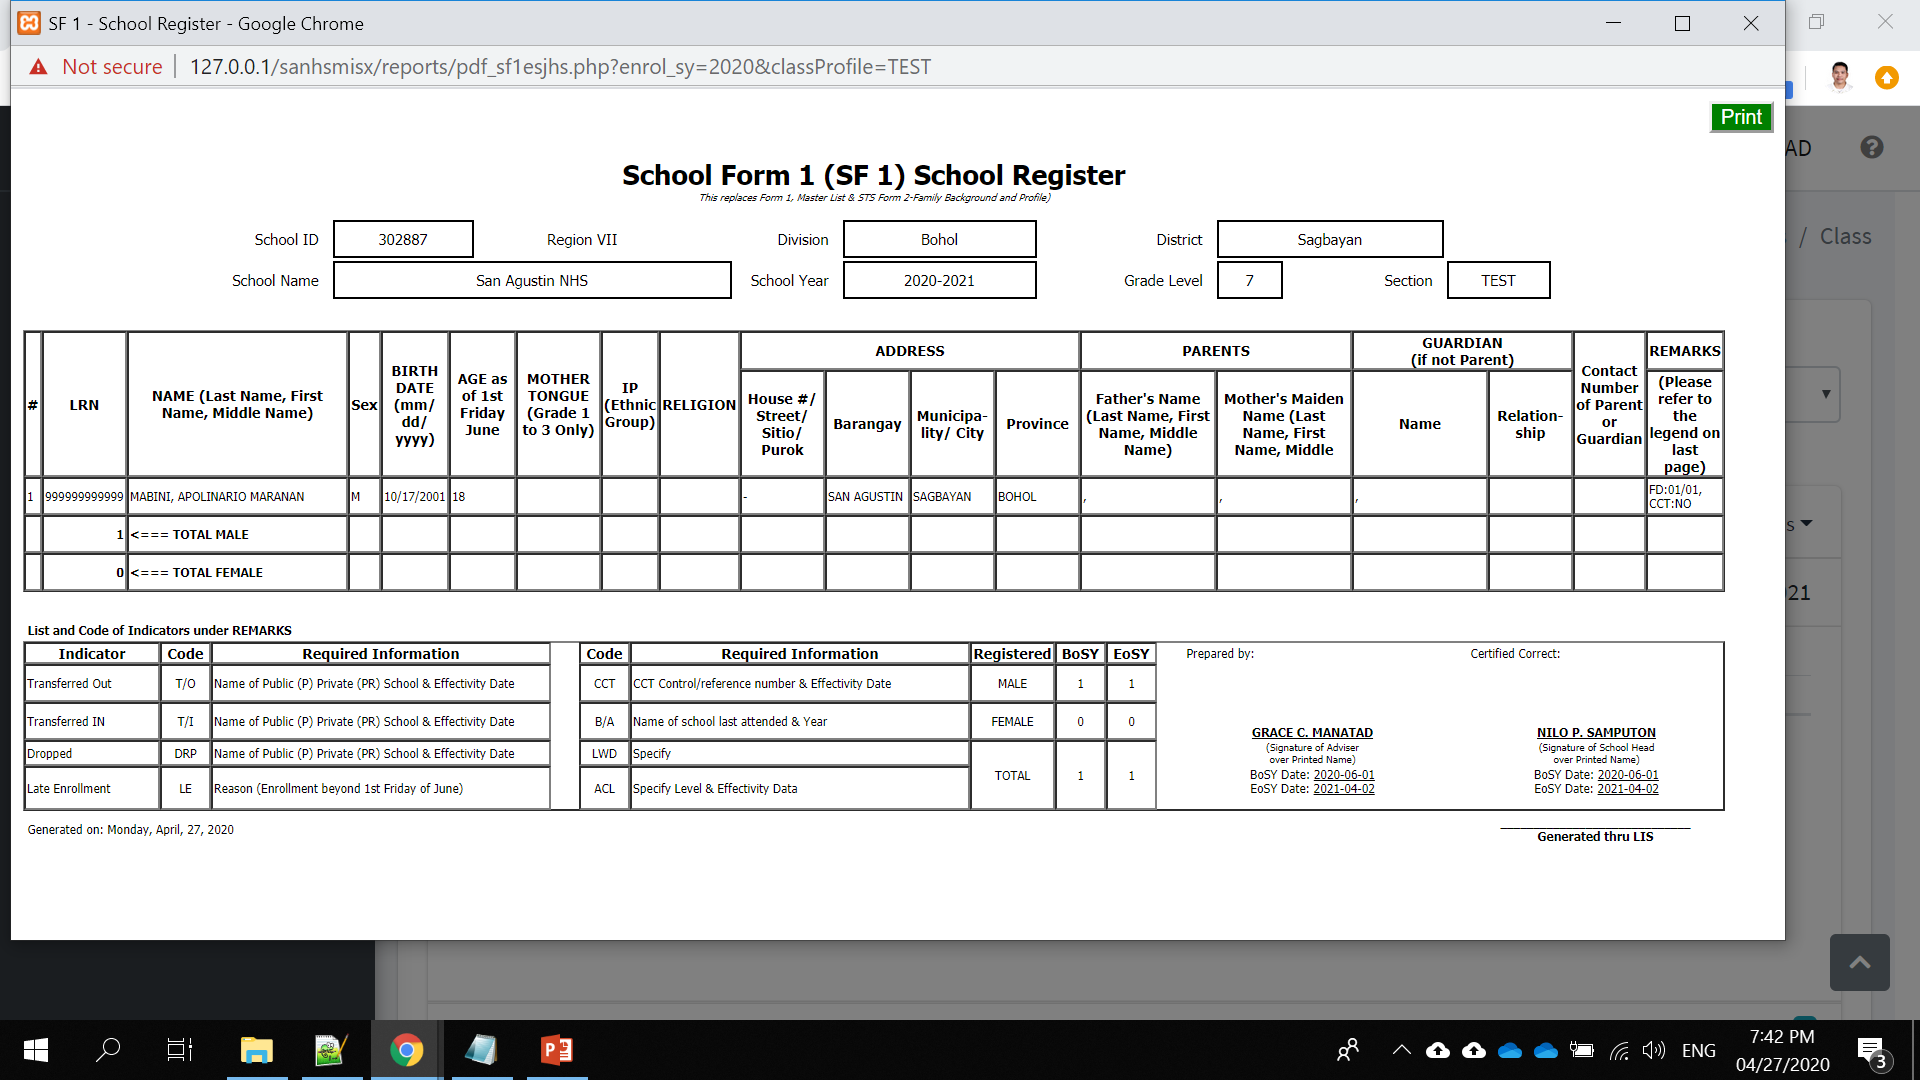 SF 1 - School Register - Google Chrome
Not secure | 127.0.0.1/sanhsmisx/reports/pdf_sf1esjhs.php?enrol_sy=2020&classProfile=TEST
Print
AD
/ Class
School Form 1 (SF 1) School Register
This replaces Form 1, Master List & STS Form 2-Family Background and Profile)
School ID 302887 Region VII Division Bohol District Sagbayan
School Name San Agustin NHS School Year 2020-2021 Grade Level 7 Section TEST
# LRN NAME (Last Name, First Name, Middle Name) Sex BIRTH DATE (mm/ dd/ yyyy) AGE as of 1st Friday June MOTHER TONGUE (Grade 1 to 3 Only) IP (Ethnic Group) RELIGION ADDRESS PARENTS GUARDIAN (if not Parent) Contact Number of Parent or Guardian REMARKS
House #/ Street/ Sitio/ Purok Barangay Municipa-lity/ City Province Father's Name (Last Name, First Name, Middle Name) Mother's Maiden Name (Last Name, First Name, Middle Name Relation-ship (Please refer to the legend on last page)
1 999999999999 MABINI, APOLINARIO MARANAN M 10/17/2001 18 - SAN AGUSTIN SAGBAYAN BOHOL , , , FD:01/01, CCT:NO
1 <=== TOTAL MALE
0 <=== TOTAL FEMALE
s
21
List and Code of Indicators under REMARKS
Indicator Code Required Information Code Required Information Registered BoSY EoSY Prepared by: Certified Correct:
Transferred Out T/O Name of Public (P) Private (PR) School & Effectivity Date CCT CCT Control/reference number & Effectivity Date MALE 1 1
Transferred IN T/I Name of Public (P) Private (PR) School & Effectivity Date B/A Name of school last attended & Year FEMALE 0 0
Dropped DRP Name of Public (P) Private (PR) School & Effectivity Date LWD Specify TOTAL 1 1
Late Enrollment LE Reason (Enrollment beyond 1st Friday of June) ACL Specify Level & Effectivity Data
GRACE C. MANATAD NILO P. SAMPUTON
(Signature of Adviser (Signature of School Head
over Printed Name) over Printed Name)
BoSY Date: 2020-06-01 BoSY Date: 2020-06-01
EoSY Date: 2021-04-02 EoSY Date: 2021-04-02
Generated on: Monday, April, 27, 2020
Generated thru LIS
ENG
7:42 PM
04/27/2020
3